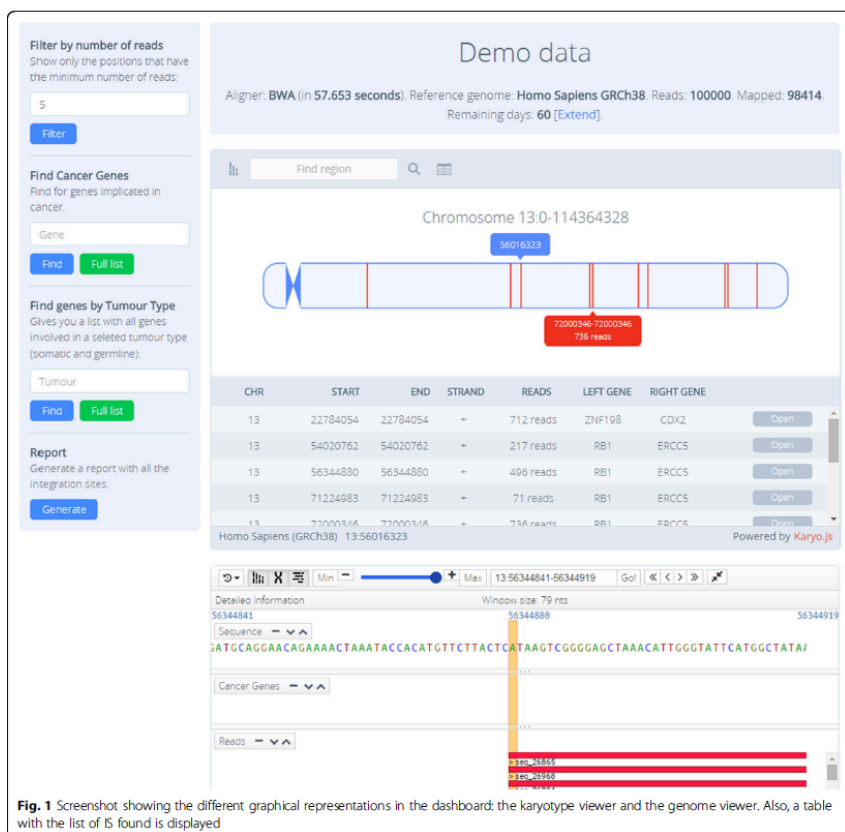 Filter by number of reads
Show only the positions that have
the minimum number of reads:
5
Filter
Find Cancer Genes
Find for genes implicated in
cancer.
Gene
Find Full list
Find genes by Tumour Type
Gives you a list with all genes
involved in a seleted tumour type
(somatic and germline):
Tumour
Find Full list
Report
Generate a report with all the
integration sites.
Generate
Demo data
Aligner: BWA (in 57.653 seconds). Reference genome: Homo Sapiens GRCh38. Reads: 100000. Mapped: 98414.
Remaining days: 60 [Extend].
Find region
Chromosome 13:0-114364328
56016323
72000346-72000346
736 reads
CHR START END STRAND READS LEFT GENE RIGHT GENE
13 22784054 22784054 + 712 reads ZNF198 CDX2 Open
13 54020762 54020762 + 217 reads RB1 ERCC5 Open
13 56344880 56344880 + 496 reads RB1 ERCC5 Open
13 71224983 71224983 + 71 reads RB1 ERCC5 Open
13 72000346 72000346 + 736 reads RB1 ERCC5 Open
Homo Sapiens (GRCh38) 13:56016323 Powered by Karyo.js
Min Max 13:56344841-56344919 Go!
Detailed information Window size: 79 nts
56344841 56344880 56344919
Sequence
GATGCAGGAACAGAAAACTAAATACCACATGTTCTTACTCATAAGTCGGGGAGCTAAACATTGGGTATTCATGGCTATAA
Cancer Genes
Reads
> seq_26865
> seq_26968
Fig. 1 Screenshot showing the different graphical representations in the dashboard: the karyotype viewer and the genome viewer. Also, a table
with the list of IS found is displayed